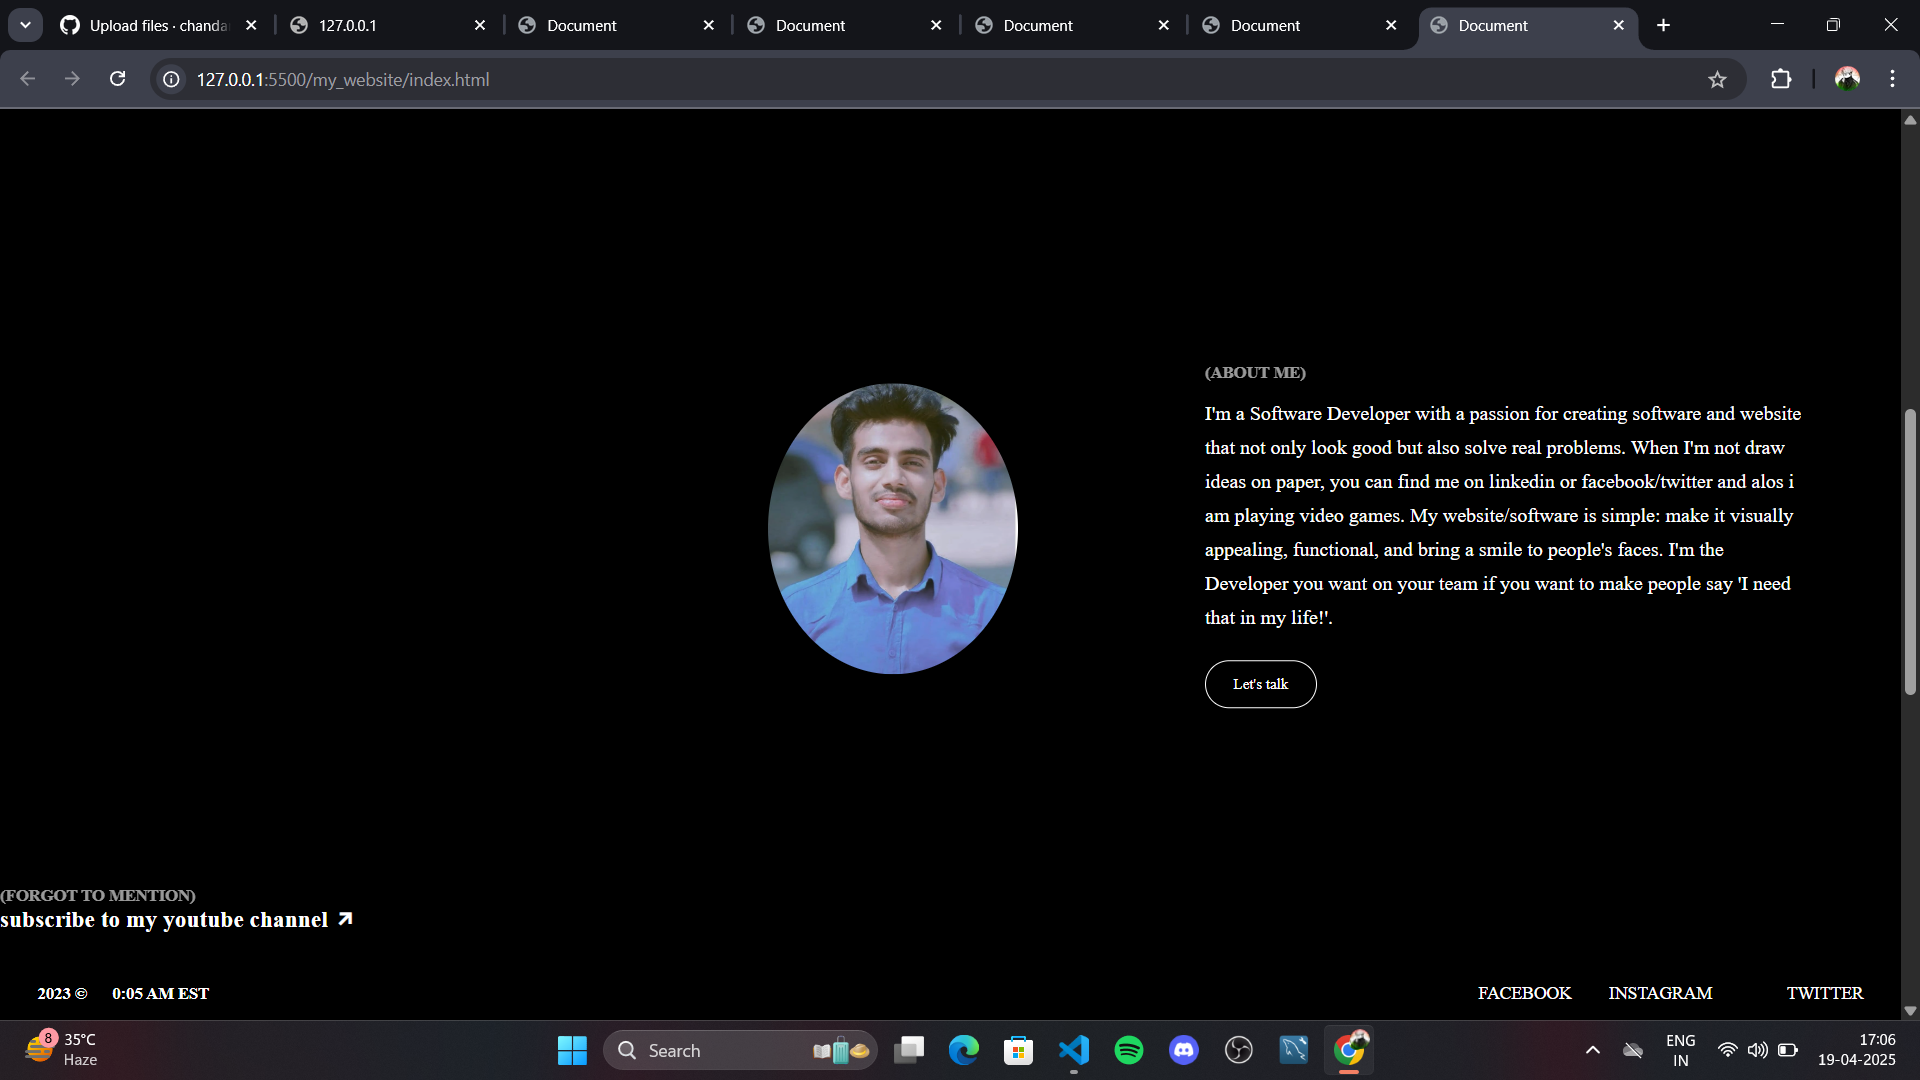 Upload files · chanda
127.0.0.1
Document
Document
Document
Document
Document
127.0.0.1:5500/my_website/index.html
(ABOUT ME)
I'm a Software Developer with a passion for creating software and website
that not only look good but also solve real problems. When I'm not draw
ideas on paper, you can find me on linkedin or facebook/twitter and alos i
am playing video games. My website/software is simple: make it visually
appealing, functional, and bring a smile to people's faces. I'm the
Developer you want on your team if you want to make people say 'I need
that in my life!'.
Let's talk
(FORGOT TO MENTION)
subscribe to my youtube channel
2023 © 0:05 AM EST
FACEBOOK INSTAGRAM TWITTER
8
35°C
Haze
Search
ENG
IN
17:06
19-04-2025